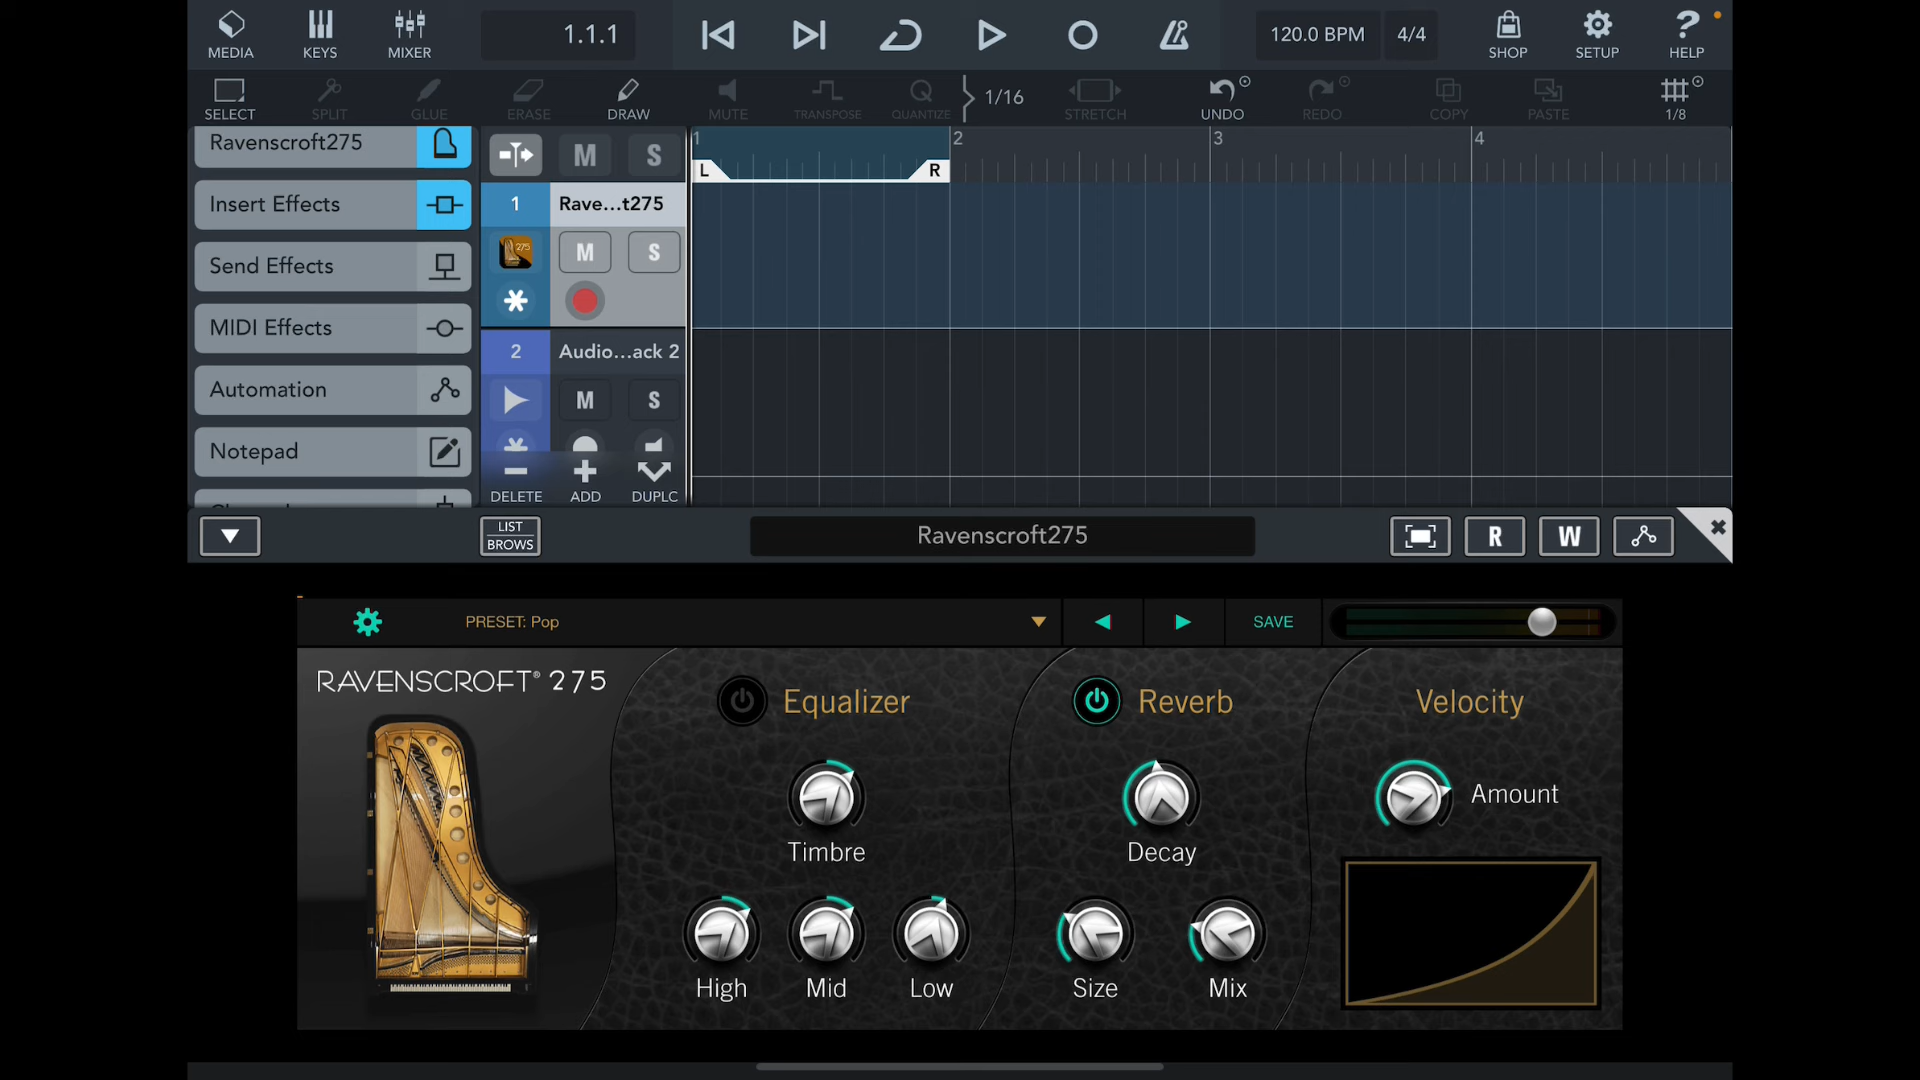 MEDIA
KEYS
MIXER
1.1.1
120.0 BPM
4/4
SHOP
SETUP
HELP
SELECT
SPLIT
GLUE
ERASE
DRAW
MUTE
TRANSPOSE
QUANTIZE
1/16
STRETCH
UNDO
REDO
COPY
PASTE
1/8
Ravenscroft275
M
S
1
2
3
4
L
R
Insert Effects
1
Rave...t275
275
M
S
Send Effects
MIDI Effects
2
Audio...ack 2
Automation
M
S
Notepad
DELETE
ADD
DUPLC
LIST
BROWS
Ravenscroft275
R
W
PRESET: Pop
SAVE
RAVENSCROFT® 275
Equalizer
Reverb
Velocity
Timbre
Decay
Amount
High
Mid
Low
Size
Mix